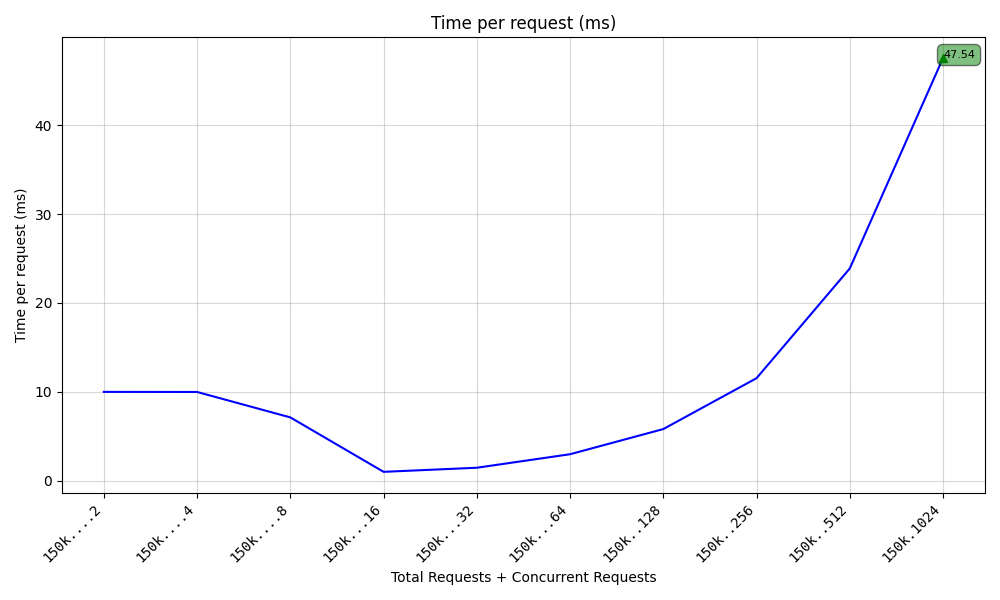 Time per request (ms)
47.54
Time per request (ms)
40
30
20
10
0
150k....2
150k....4
150k....8
150k...16
150k...32
150k...64
150k..128
150k..256
150k..512
150k.1024
Total Requests + Concurrent Requests